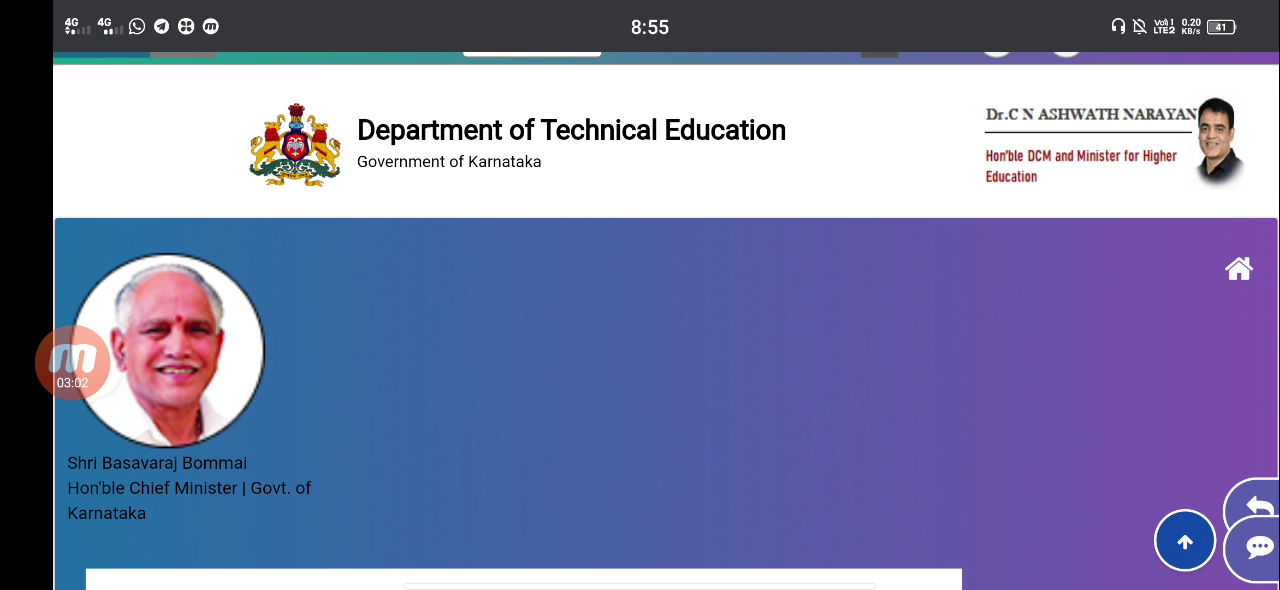 4G 4G 8:55 Vo) 1 LTE2 0.20 KB/s 41
Department of Technical Education
Government of Karnataka
Dr.C N ASHWATH NARAYAN
Hon'ble DCM and Minister for Higher
Education
03:02
Shri Basavaraj Bommai
Hon'ble Chief Minister | Govt. of
Karnataka